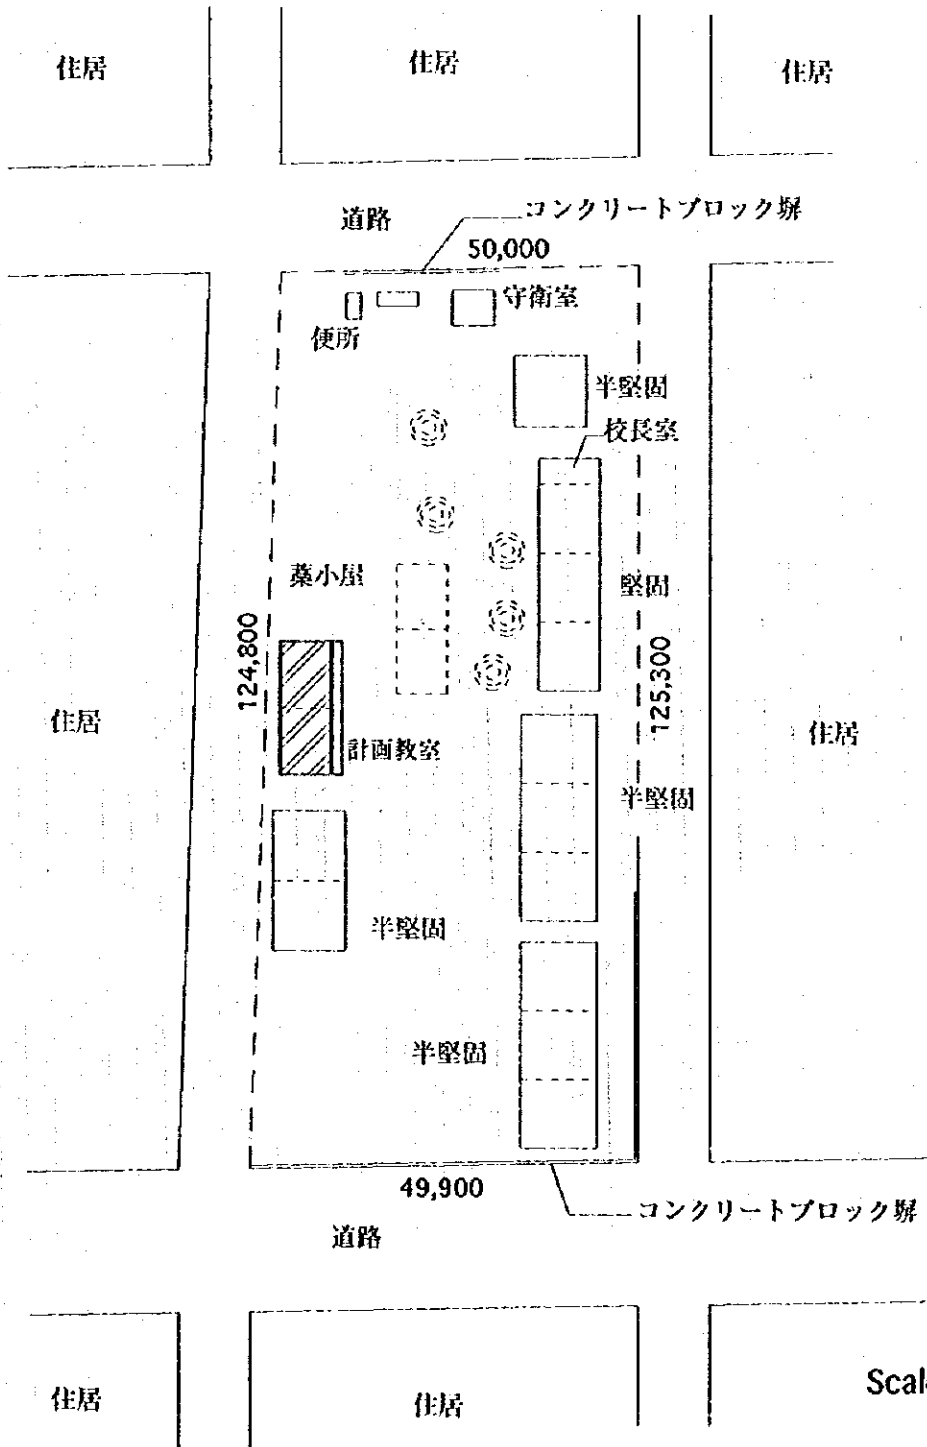 住居
住居
住居
道路
コンクリートブロック塀
50,000
守衛室
便所
半堅固
校長室
藁小屋
堅固
124,800
125,300
住居
計画教室
住居
半堅固
半堅固
半堅固
49,900
コンクリートブロック塀
道路
住居
住居
Scal